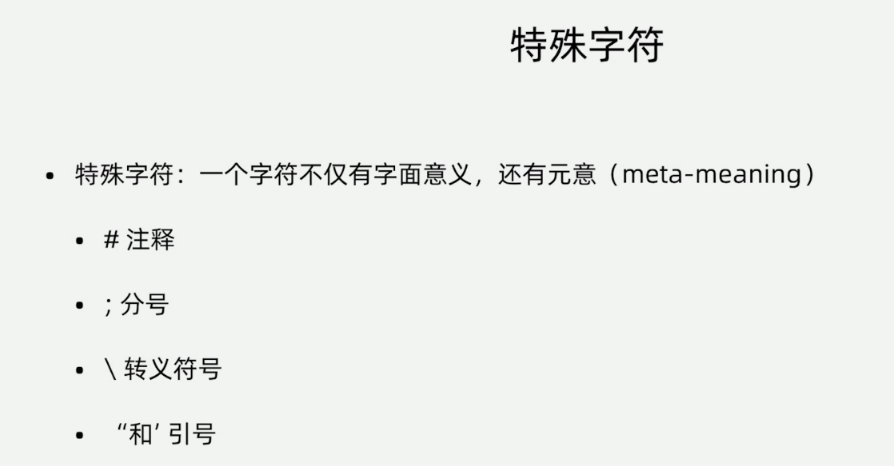 特殊字符
• 特殊字符：一个字符不仅有字面意义，还有元意（meta-meaning）
• # 注释
• ; 分号
• \ 转义符号
• “和’ 引号